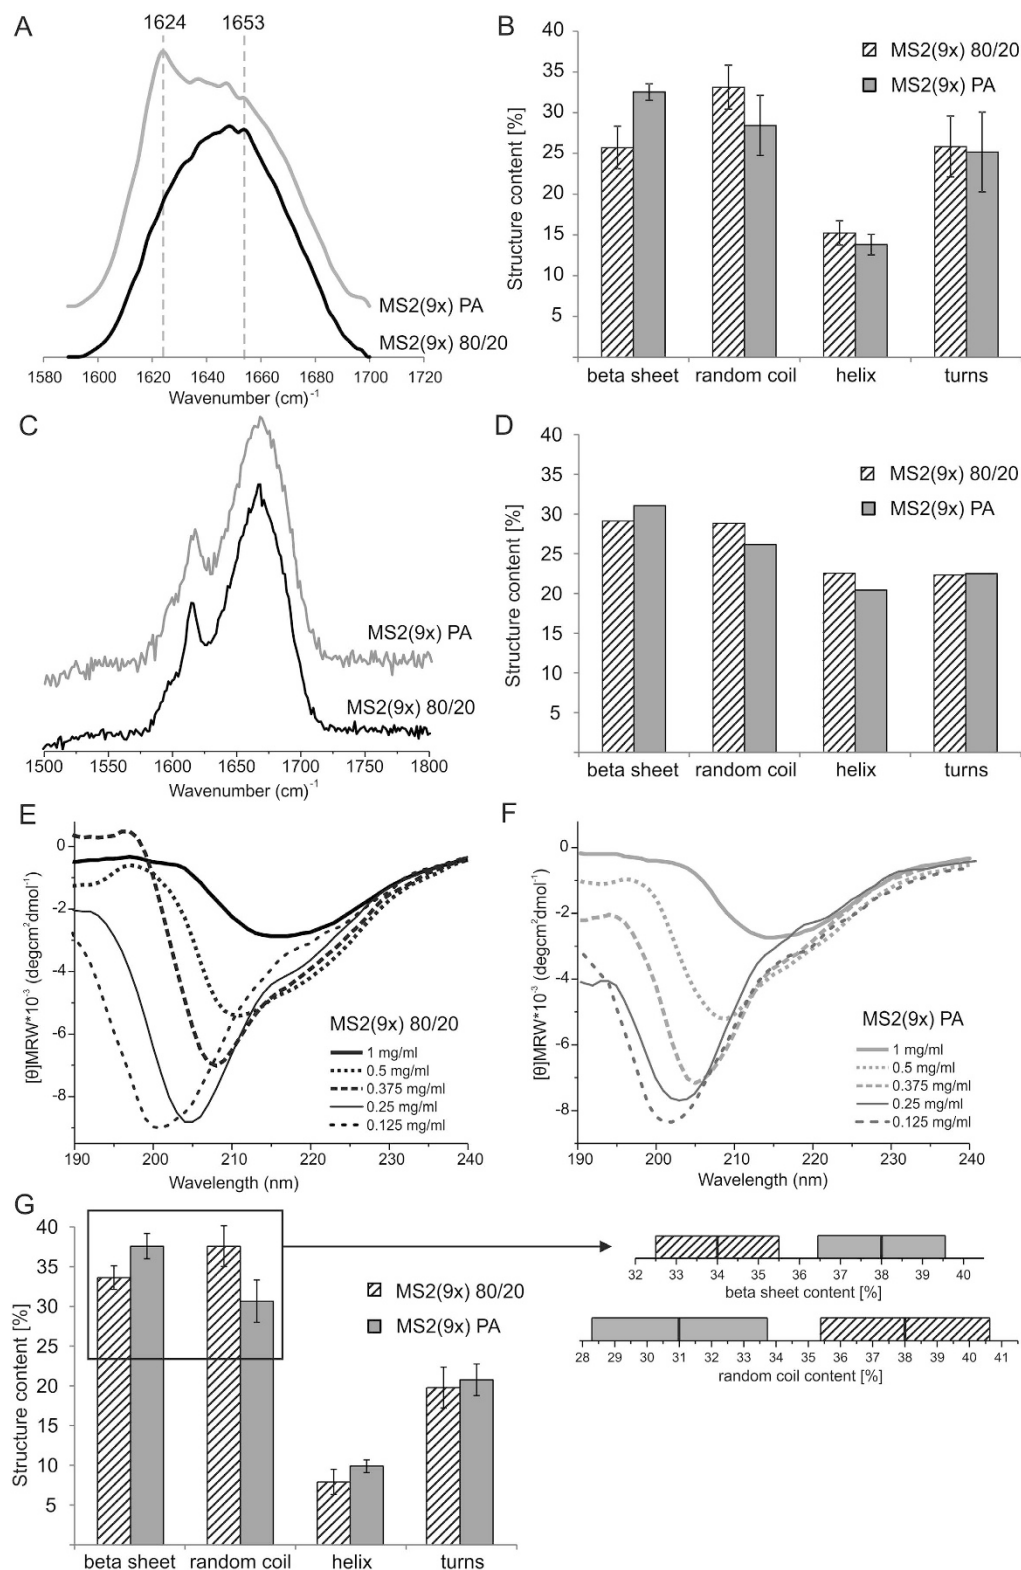 A
1624 1653
MS2(9x) PA
MS2(9x) 80/20
1580 1600 1620 1640 1660 1680 1700 1720
Wavenumber (cm)⁻¹
B
MS2(9x) 80/20
MS2(9x) PA
Structure content [%]
40
35
30
25
20
15
10
5
beta sheet random coil helix turns
C
MS2(9x) PA
MS2(9x) 80/20
1500 1550 1600 1650 1700 1750 1800
Wavenumber (cm)⁻¹
D
MS2(9x) 80/20
MS2(9x) PA
Structure content [%]
40
35
30
25
20
15
10
5
beta sheet random coil helix turns
E
[θ]MRW*10⁻³ (degcm²dmol⁻¹)
0
-2
-4
-6
-8
MS2(9x) 80/20
1 mg/ml
0.5 mg/ml
0.375 mg/ml
0.25 mg/ml
0.125 mg/ml
190 200 210 220 230 240
Wavelength (nm)
F
[θ]MRW*10⁻³ (degcm²dmol⁻¹)
0
-2
-4
-6
-8
MS2(9x) PA
1 mg/ml
0.5 mg/ml
0.375 mg/ml
0.25 mg/ml
0.125 mg/ml
190 200 210 220 230 240
Wavelength (nm)
G
Structure content [%]
40
35
30
25
20
15
10
5
MS2(9x) 80/20
MS2(9x) PA
beta sheet random coil helix turns
32 33 34 35 36 37 38 39 40
beta sheet content [%]
28 29 30 31 32 33 34 35 36 37 38 39 40 41
random coil content [%]